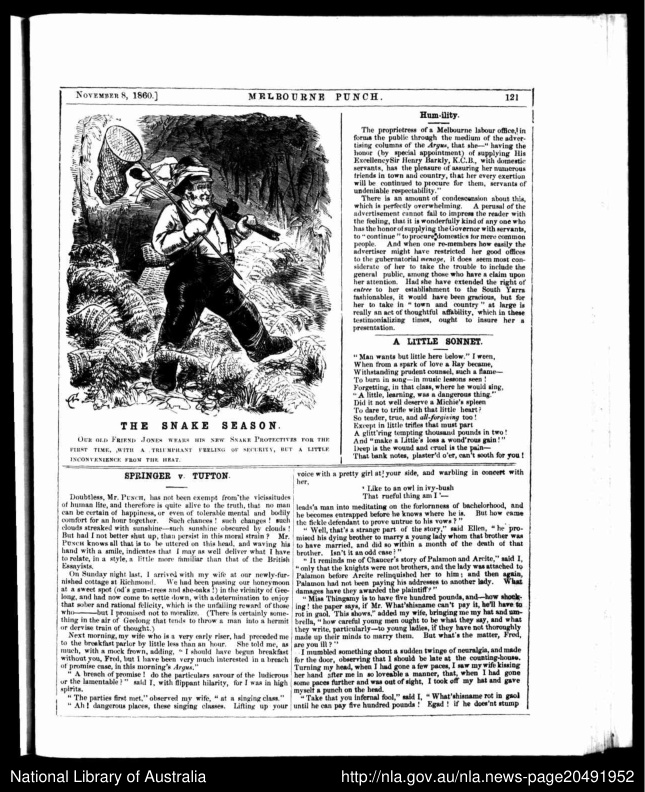 NOVEMBER 8, 1860.]
MELBOURNE PUNCH.
121
THE SNAKE SEASON.
OUR OLD FRIEND JONES WEARS HIS NEW SNAKE PROTECTIVES FOR THE
FIRST TIME, WITH A TRIUMPHANT FEELING OF SECURITY, BUT A LITTLE
INCONVENIENCE FROM THE HEAT.
Hum-ility.
The proprietress of a Melbourne labour office, in
forms the public through the medium of the adver-
tising columns of the Argus, that she—" having the
honor (by special appointment) of supplying His
Excellency Sir Henry Barkly, K.C.B., with domestic
servants, has the pleasure of assuring her numerous
friends in town and country, that her every exertion
will be continued to procure for them, servants of
undeniable respectability."
There is an amount of condescension about this,
which is perfectly overwhelming. A perusal of the
advertisement cannot fail to impress the reader with
the feeling, that it is wonderfully kind of any one who
has the honor of supplying the Governor with servants,
to " continue " to procure domestics for mere common
people. And when one re-members how easily the
advertiser might have restricted her good offices
to the gubernatorial menage, it does seem most con-
siderate of her to take the trouble to include the
general public, among those who have a claim upon
her attention. Had she have extended the right of
entree to her establishment to the South Yarra
fashionables, it would have been gracious, but for
her to take in " town and country " at large is
really an act of thoughtful affability, which in these
testimonializing times, ought to insure her a
presentation.
A LITTLE SONNET.
" Man wants but little here below." I ween,
When from a spark of love a Ray became,
Withstanding prudent counsel, such a flame—
To burn in song—in music lessons seen !
Forgetting, in that class, where he would sing,
" A little, learning, was a dangerous thing."
Did it not well deserve a Michie's spleen
To dare to trifle with that little heart?
So tender, true, and all-forgiving too !
Except in little trifles that must part
A glitt'ring tempting thousand pounds in two !
And "make a Little's loss a wond'rous gain !"
Deep is the wound and cruel is the pain—
That bank notes, plaster'd o'er, can't sooth for you !
SPRINGER v. TUFTON.
Doubtless, Mr. PUNCH, has not been exempt from the vicissitudes
of human life, and therefore is quite alive to the truth, that no man
can be certain of happiness, or even of tolerable mental and bodily
comfort for an hour together. Such chances ! such changes ! such
clouds streaked with sunshine—such sunshine obscured by clouds !
But had I not better shut up, than persist in this moral strain ? Mr.
PUNCH knows all that is to be uttered on this head, and waving his
hand with a smile, indicates that I may as well deliver what I have
to relate, in a style, a little more familiar than that of the British
Essayists.
On Sunday night last, I arrived with my wife at our newly-fur-
nished cottage at Richmond. We had been passing our honeymoon
at a sweet spot (od's gum-trees and she-oaks !) in the vicinity of Gee-
long, and had now come to settle down, with a determination to enjoy
that sober and rational felicity, which is the unfailing reward of those
who———but I promised not to moralize. (There is certainly some-
thing in the air of Geelong that tends to throw a man into a hermit
or dervise train of thought.)
Next morning, my wife who is a very early riser, had preceded me
to the breakfast parlor by little less than an hour. She told me, as
much, with a mock frown, adding, " I should have begun breakfast
without you, Fred, but I have been very much interested in a breach
of promise case, in this morning's Argus."
" A breach of promise ! do the particulars savour of the ludicrous
or the lamentable ? " said I, with flippant hilarity, for I was in high
spirits.
" The parties first met," observed my wife, " at a singing class."
" Ah ! dangerous places, these singing classes. Lifting up your
voice with a pretty girl at your side, and warbling in concert with
her,
' Like to an owl in ivy-bush
That rueful thing am I '—
leads a man into meditating on the forlornness of bachelorhood, and
he becomes entrapped before he knows where he is. But how came
the fickle defendant to prove untrue to his vows ? "
" Well, that's a strange part of the story," said Ellen, " he pro-
mised his dying brother to marry a young lady whom that brother was
to have married, and did so within a month of the death of that
brother. Isn't it an odd case ? "
" It reminds me of Chaucer's story of Palamon and Arcite," said I,
" only that the knights were not brothers, and the lady was attached to
Palamon before Arcite relinquished her to him ; and then again,
Palamon had not been paying his addresses to another lady. What
damages have they awarded the plaintiff ? "
" Miss Thingamy is to have five hundred pounds, and—how shock-
ing ! the paper says, if Mr. What'shisname can't pay it, he'll have to
rot in gaol. This shows," added my wife, bringing me my hat and um-
brella, " how careful young men ought to be what they say, and what
they write, particularly—to young ladies, if they have not thoroughly
made up their minds to marry them. But what's the matter, Fred,
are you ill ? "
I mumbled something about a sudden twinge of neuralgia, and made
for the door, observing that I should be late at the counting-house.
Turning my head, when I had gone a few paces, I saw my wife kissing
her hand after me in so loveable a manner, that, when I had gone
some paces further and was out of sight, I took off my hat and gave
myself a punch on the head.
" Take that you infernal fool," said I, " What'shisname rot in gaol
until he can pay five hundred pounds ! Egad ! if he does'nt stump
National Library of Australia
http://nla.gov.au/nla.news-page20491952